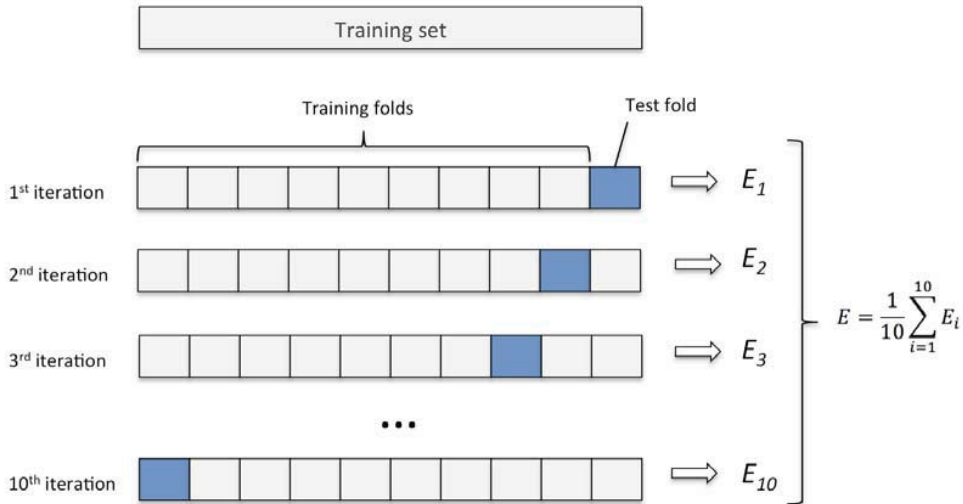 Training set
Training folds
Test fold
1st iteration
E1
2nd iteration
E2
3rd iteration
E3
E = 1/10 10∑i=1 Ei
...
10th iteration
E10